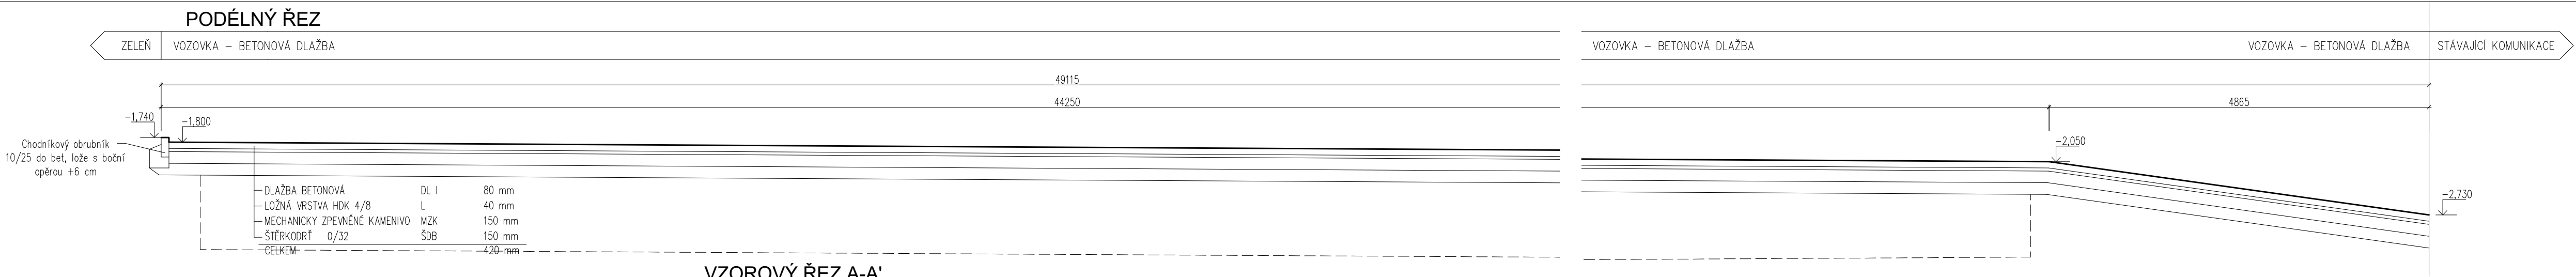 PODÉLNÝ ŘEZ
ZELEŇ VOZOVKA – BETONOVÁ DLAŽBA VOZOVKA – BETONOVÁ DLAŽBA VOZOVKA – BETONOVÁ DLAŽBA STÁVAJÍCÍ KOMUNIKACE
49115
44250 4865
-1,740 -1,800
-2,050
Chodníkový obrubník
10/25 do bet, lože s boční
opěrou +6 cm
DLAŽBA BETONOVÁ DL I 80 mm
LOŽNÁ VRSTVA HDK 4/8 L 40 mm
MECHANICKY ZPEVNĚNÉ KAMENIVO MZK 150 mm
ŠTĚRKODRŤ 0/32 ŠDB 150 mm
CELKEM 420 mm
-2,730
VZOROVÝ ŘEZ A-A'